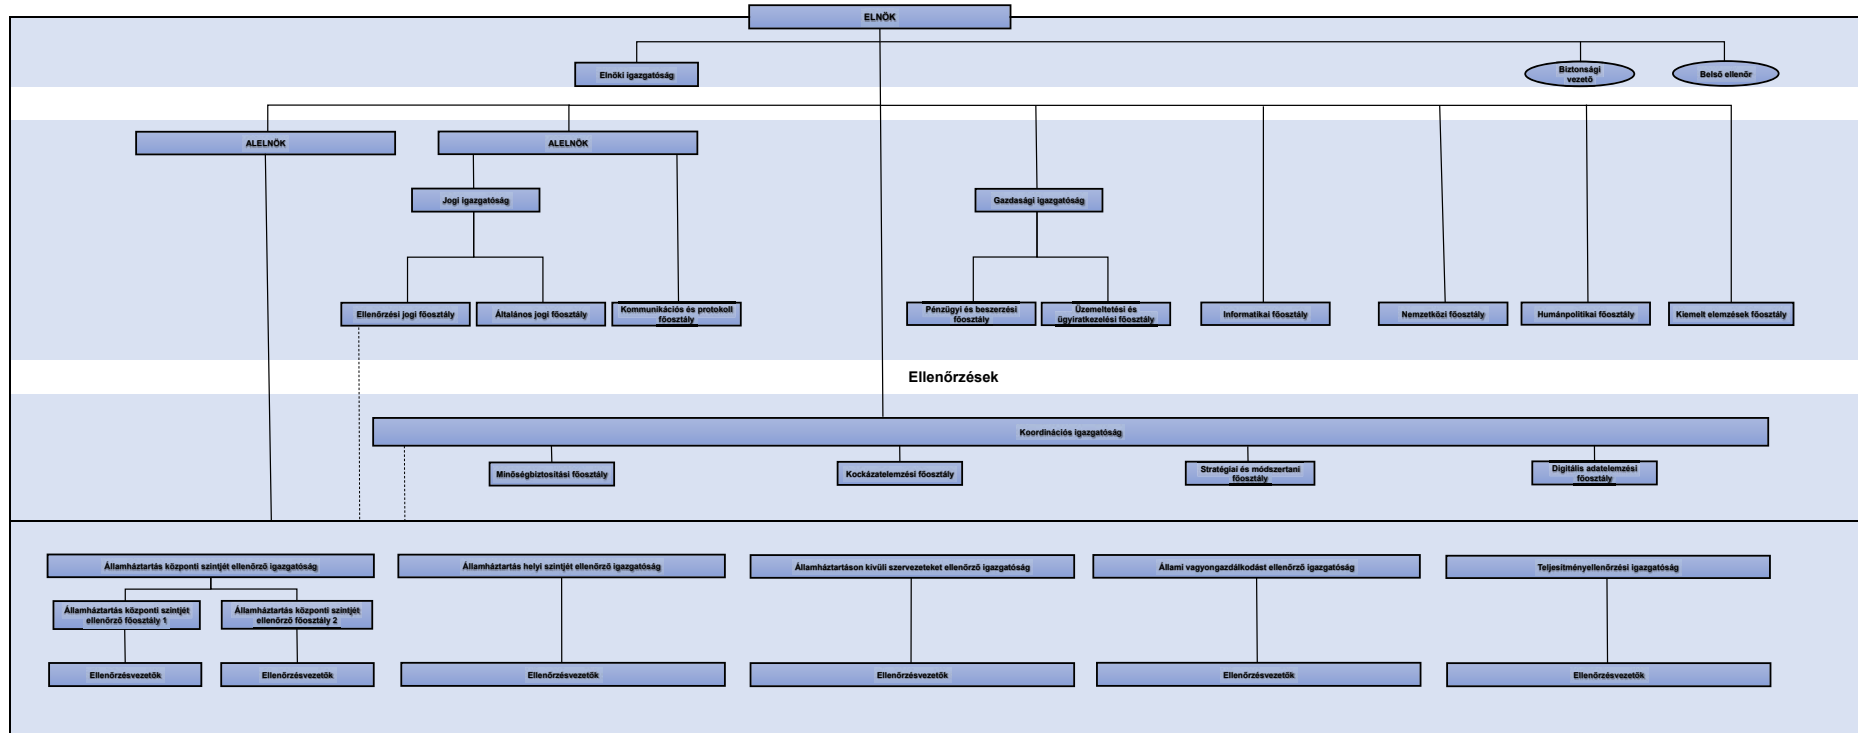 ELNÖK
Elnöki igazgatóság
Biztonsági
vezető
Belső ellenőr
ALELNÖK
ALELNÖK
Jogi igazgatóság
Gazdasági igazgatóság
Ellenőrzési jogi főosztály
Általános jogi főosztály
Kommunikációs és protokoll
főosztály
Pénzügyi és beszerzési
főosztály
Üzemeltetési és
ügyiratkezelési főosztály
Informatikai főosztály
Nemzetközi főosztály
Humánpolitikai főosztály
Kiemelt elemzések főosztály
Ellenőrzések
Koordinációs igazgatóság
Minőségbiztosítási főosztály
Kockázatelemzési főosztály
Stratégiai és módszertani
főosztály
Digitális adatelemzési
főosztály
Államháztartás központi szintjét ellenőrző igazgatóság
Államháztartás helyi szintjét ellenőrző igazgatóság
Államháztartáson kívüli szervezeteket ellenőrző igazgatóság
Állami vagyongazdálkodást ellenőrző igazgatóság
Teljesítményellenőrzési igazgatóság
Államháztartás központi szintjét
ellenőrző főosztály 1
Államháztartás központi szintjét
ellenőrző főosztály 2
Ellenőrzésvezetők
Ellenőrzésvezetők
Ellenőrzésvezetők
Ellenőrzésvezetők
Ellenőrzésvezetők
Ellenőrzésvezetők